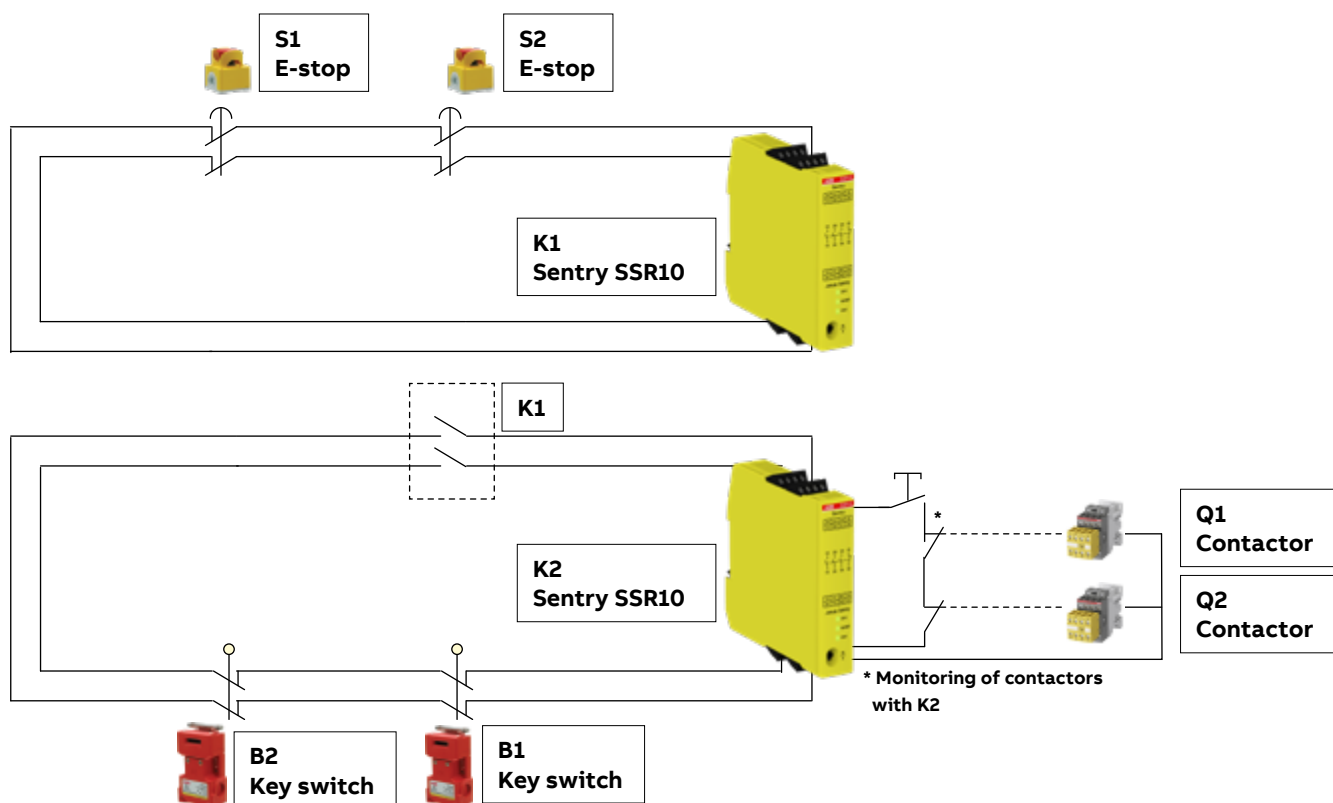 S1
E-stop
S2
E-stop
K1
Sentry SSR10
K1
K2
Sentry SSR10
*
Q1
Contactor
Q2
Contactor
* Monitoring of contactors
with K2
B2
Key switch
B1
Key switch